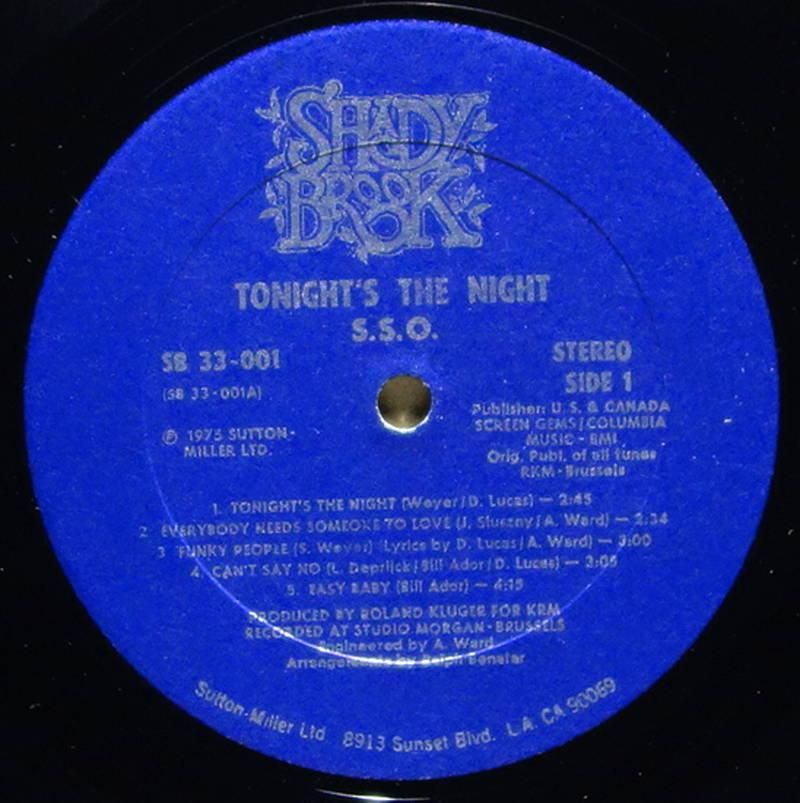 SHADY
BROOK
TONIGHT'S THE NIGHT
S.S.O.
SB 33-001
(SB 33-001A)
℗ 1975 SUTTON-
MILLER LTD.
STEREO
SIDE 1
Publisher: U. S. & CANADA
SCREEN GEMS/COLUMBIA
MUSIC - BMI
Orig. Publ. of all tunes
RKM - Brussels
1. TONIGHT'S THE NIGHT (Weyer/D. Lucas) — 2:45
2 EVERYBODY NEEDS SOMEONE TO LOVE (J. Sluszny/A. Ward) — 2:34
3 FUNKY PEOPLE (S. Weyer) (Lyrics by D. Lucas/A. Ward) — 3:00
4. CAN'T SAY NO (L. Deprijck/Bill Ador/D. Lucas) — 3:05
5. EASY BABY (Bill Ador) — 4:15
PRODUCED BY ROLAND KLUGER FOR KRM
RECORDED AT STUDIO MORGAN - BRUSSELS
Engineered by A. Ward
Arrangements by Ralph Benatar
Sutton-Miller Ltd 8913 Sunset Blvd. L.A. CA 90069